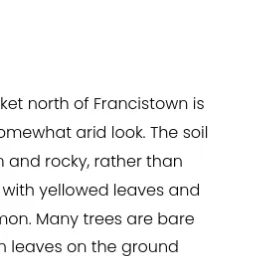 ket north of Francistown is
omewhat arid look. The soil
and rocky, rather than
with yellowed leaves and
mon. Many trees are bare
leaves on the ground